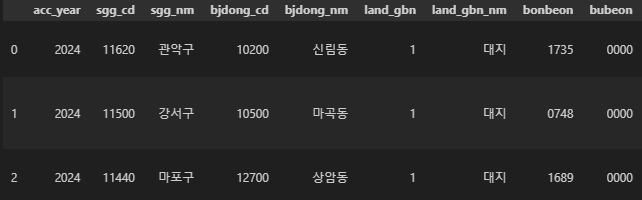 acc_year sgg_cd sgg_nm bjdong_cd bjdong_nm land_gbn land_gbn_nm bonbeon bubeon
0 2024 11620 관악구 10200 신림동 1 대지 1735 0000
1 2024 11500 강서구 10500 마곡동 1 대지 0748 0000
2 2024 11440 마포구 12700 상암동 1 대지 1689 0000